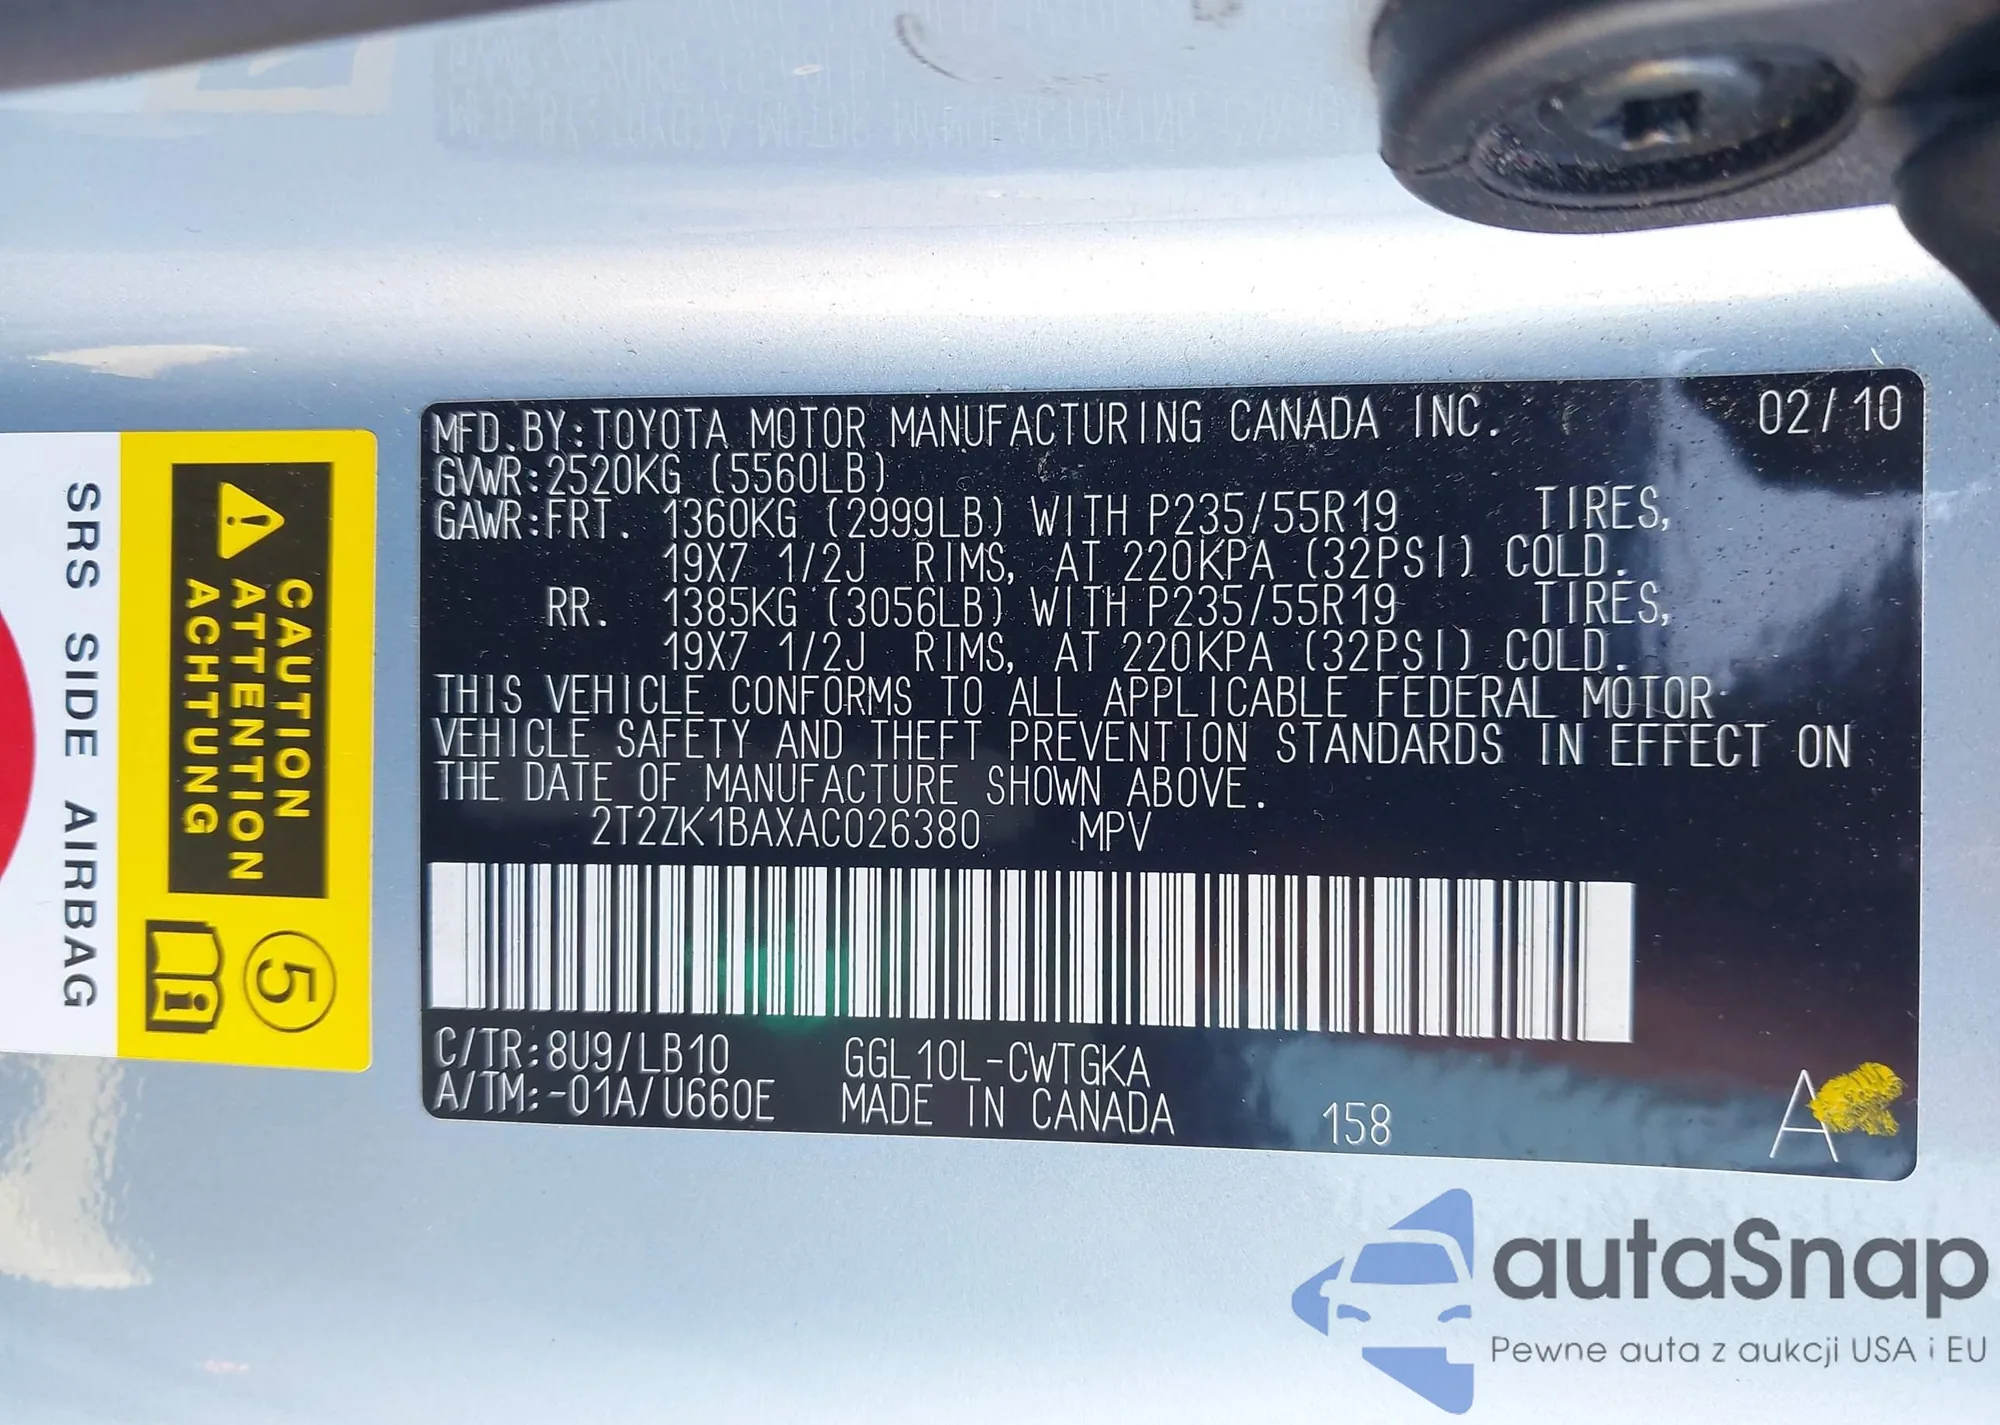 MFD.BY:TOYOTA MOTOR MANUFACTURING CANADA INC. 02/10
GVWR:2520KG (5560LB)
GAWR:FRT. 1360KG (2999LB) WITH P235/55R19 TIRES,
19X7 1/2J RIMS, AT 220KPA (32PSI) COLD.
RR. 1385KG (3056LB) WITH P235/55R19 TIRES,
19X7 1/2J RIMS, AT 220KPA (32PSI) COLD.
THIS VEHICLE CONFORMS TO ALL APPLICABLE FEDERAL MOTOR
VEHICLE SAFETY AND THEFT PREVENTION STANDARDS IN EFFECT ON
THE DATE OF MANUFACTURE SHOWN ABOVE.
2T2ZK1BAXAC026380 MPV
C/TR:8U9/LB10 GGL10L-CWTGKA
A/TM:-01A/U660E MADE IN CANADA 158 A
CAUTION
ATTENTION
ACHTUNG
5
SRS SIDE AIRBAG
autaSnap
Pewne auta z aukcji USA i EU